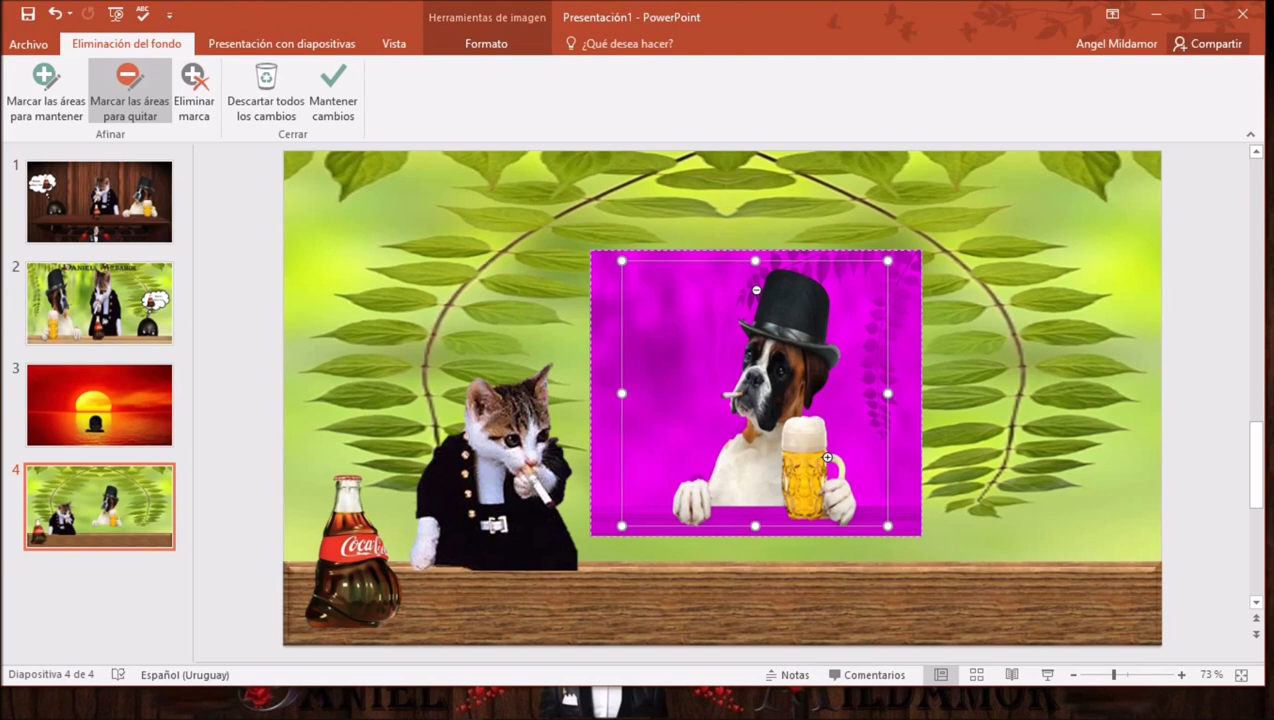 Herramientas de imagen
Presentación1 - PowerPoint
Archivo
Eliminación del fondo
Presentación con diapositivas
Vista
Formato
¿Qué desea hacer?
Angel Mildamor
Compartir
ABC
Marcar las áreas
para mantener
Marcar las áreas
para quitar
Eliminar
marca
Descartar todos
los cambios
Mantener
cambios
Afinar
Cerrar
1
2
3
4
Coca-C
Diapositiva 4 de 4
Español (Uruguay)
Notas
Comentarios
73 %